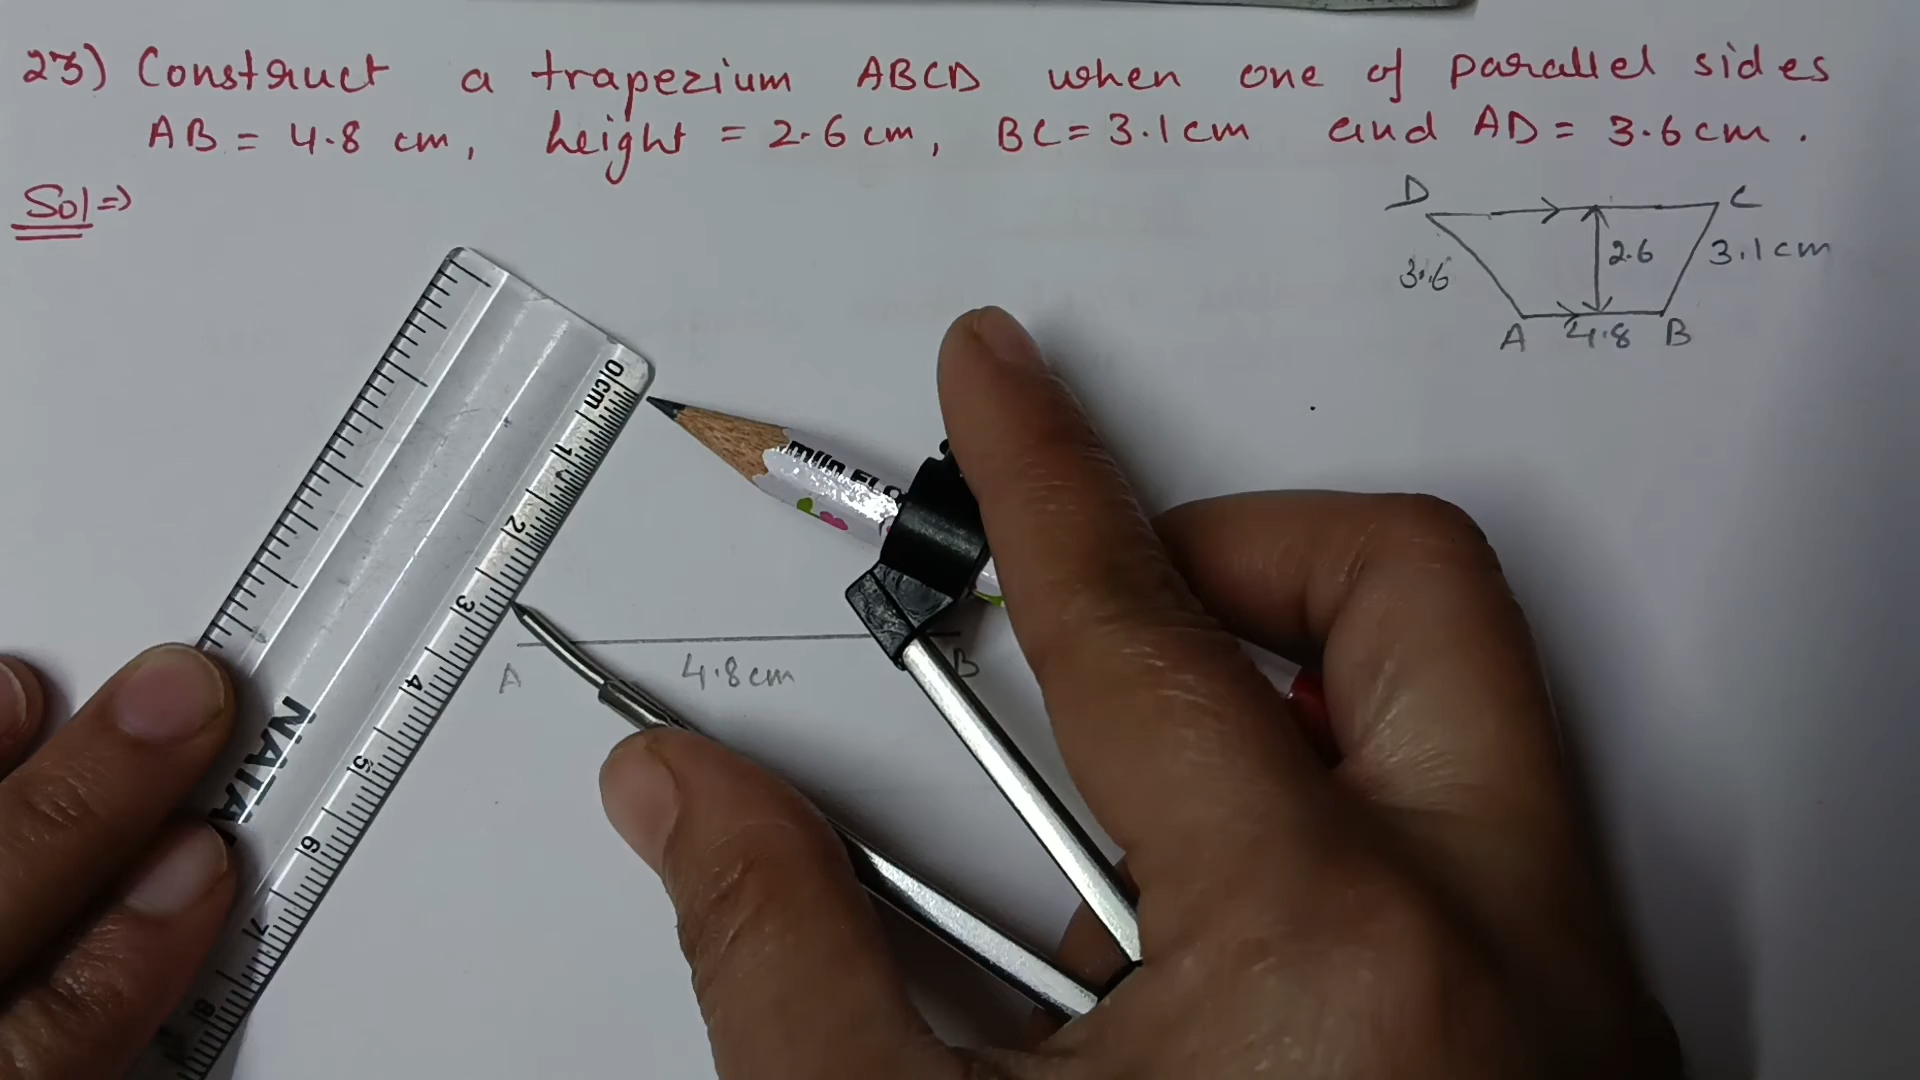 23) Construct a trapezium ABCD when one of parallel sides
AB = 4.8 cm, height = 2.6 cm, BC = 3.1 cm and AD = 3.6 cm.
Sol ⇒
D C
3.6 2.6 3.1 cm
A 4.8 B
0 cm 1 2 3 4 5 6 7 8
A 4.8 cm B